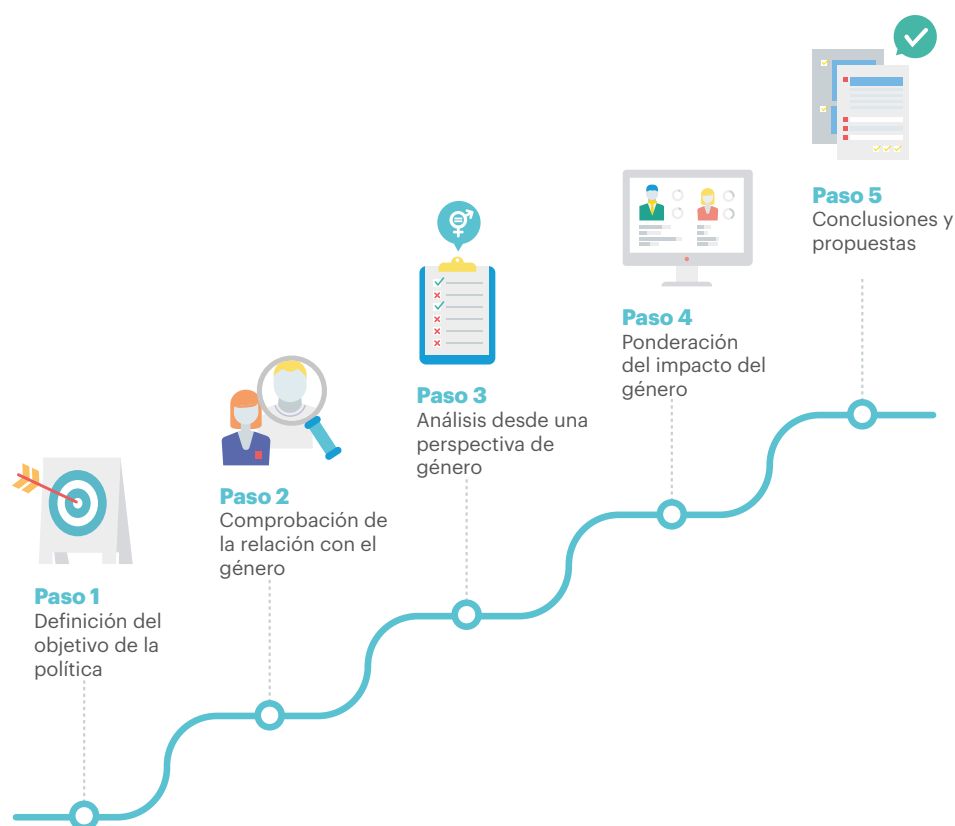 Paso 1
Definición del
objetivo de la
política
Paso 2
Comprobación de
la relación con el
género
Paso 3
Análisis desde una
perspectiva de
género
Paso 4
Ponderación
del impacto del
género
Paso 5
Conclusiones y
propuestas